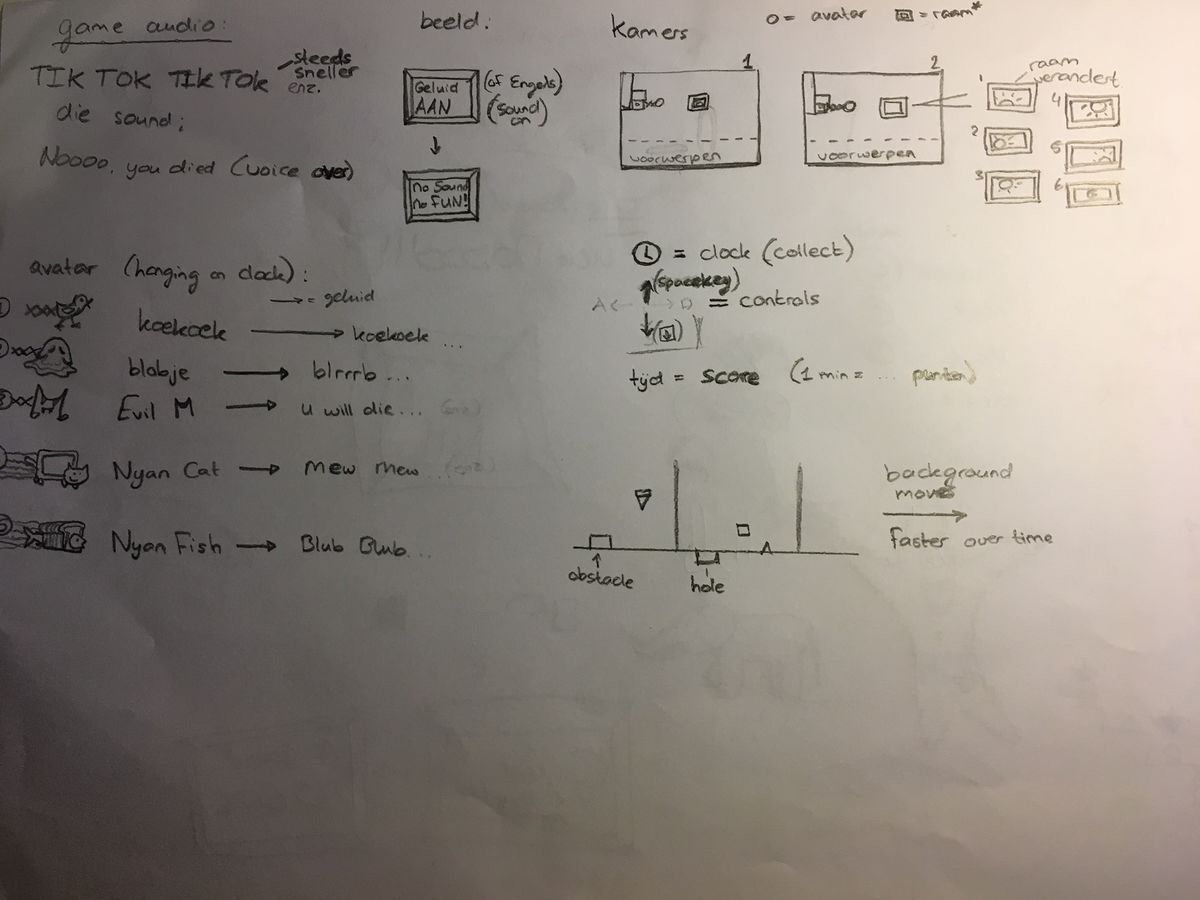 game audio:
TIK TOK TIK TOK
steeds
sneller
enz.
die sound:
Noooo, you died (voice over)
beeld:
Geluid
AAN
(of Engels)
(sound
on)
no Sound
no FUN!
Kamers
o = avatar
= raam*
1
voorwerpen
2
voorwerpen
raam
verandert
1
2
3
4
5
6
avatar (hanging on clock):
→ = geluid
1
koekoek → koekoek ...
2
blobje → blrrrb ...
3
Evil M → u will die...
Nyan Cat → mew mew ...
Nyan Fish → Blub Blub...
= clock (collect)
(spacekey)
A ← → D = controls
tijd = score (1 min = ... punten)
obstacle
hole
background
moves
faster over time